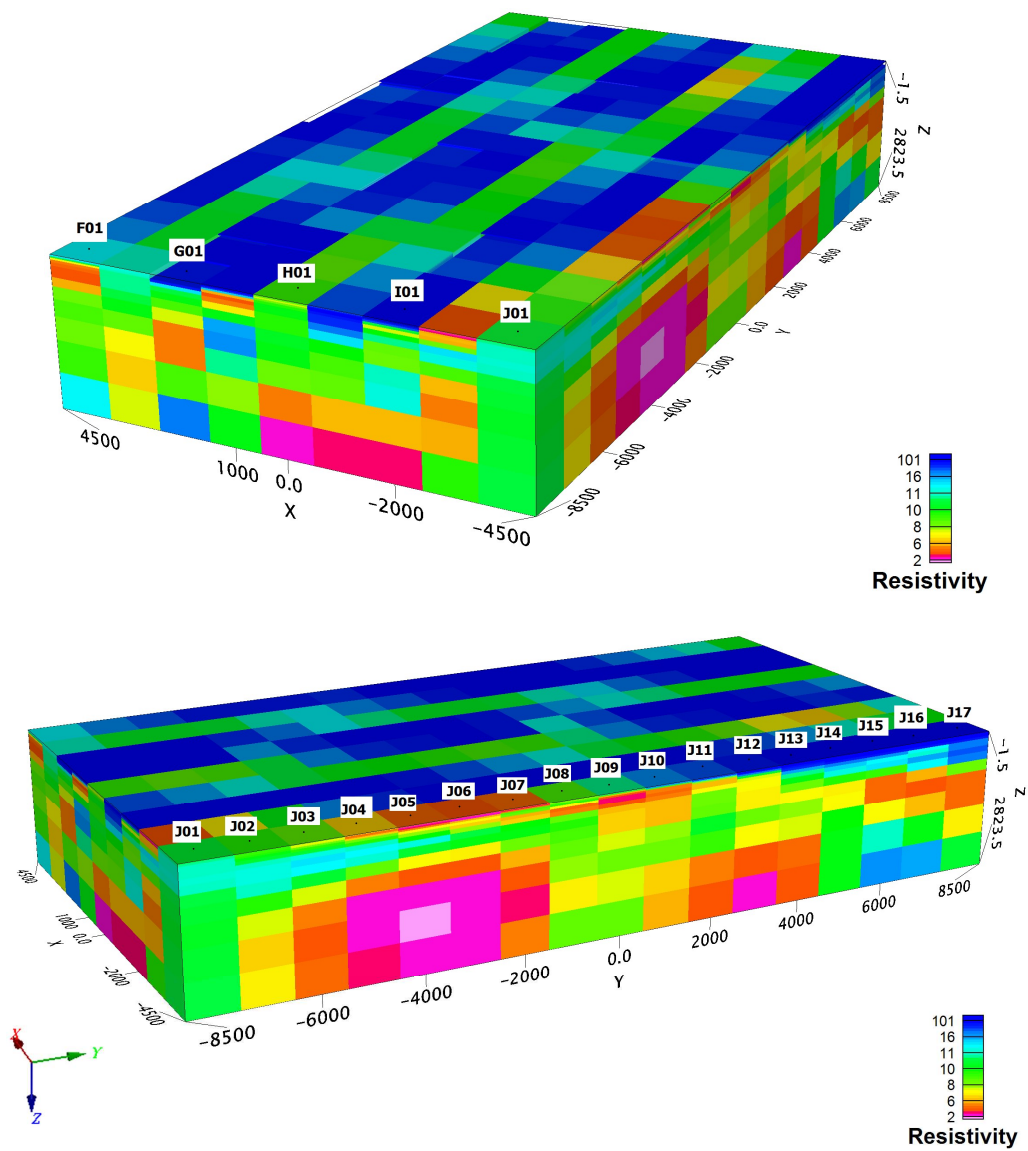 F01
G01
H01
I01
J01
-1.5
Z
2823.5
8500
6000
4000
2000
0.0
Y
-2000
-4000
-6000
-8500
4500
1000
0.0
X
-2000
-4500
101
16
11
10
8
6
2
Resistivity
J01
J02
J03
J04
J05
J06
J07
J08
J09
J10
J11
J12
J13
J14
J15
J16
J17
-1.5
Z
2823.5
4500
1000
0.0
X
-2000
-4500
-8500
-6000
-4000
-2000
0.0
Y
2000
4000
6000
8500
X
Y
Z
101
16
11
10
8
6
2
Resistivity